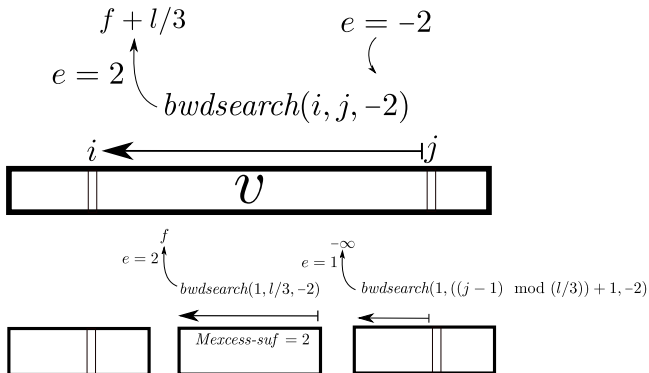 f + l/3
e = −2
e = 2
bwdsearch(i, j, −2)
i
j
v
f
−∞
e = 2
e = 1
bwdsearch(1, l/3, −2)
bwdsearch(1, ((j − 1) mod (l/3)) + 1, −2)
Mexcess-suf = 2